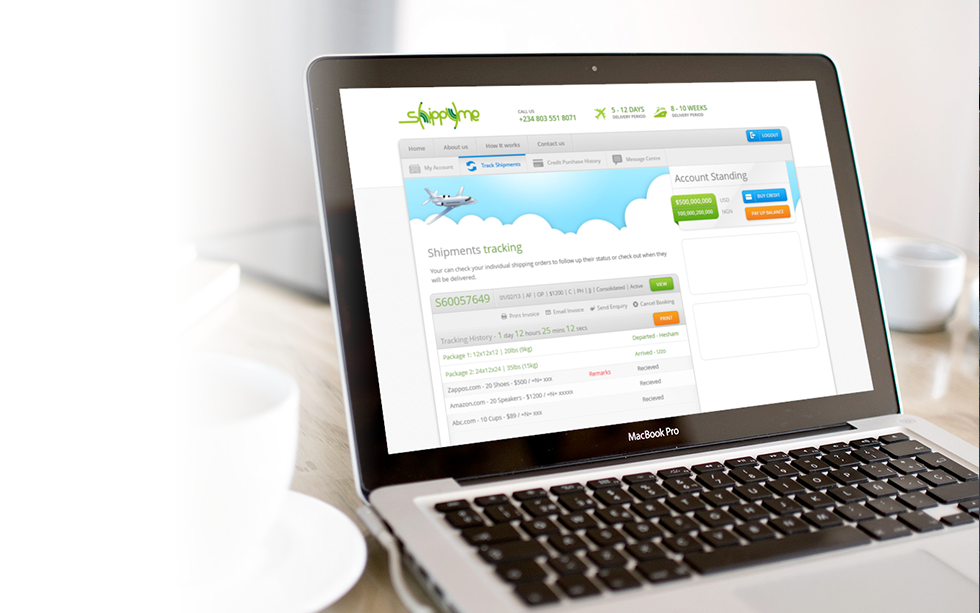 shippyme
CALL US
+234 803 551 8071
5 - 12 DAYS
DELIVERY PERIOD
8 - 10 WEEKS
DELIVERY PERIOD
LOGOUT
Home
About us
How it works
Contact us
My Account
Track Shipments
Credit Purchase History
Message Centre
Account Standing
$500,000,000 USD
100,000,200,000 NGN
BUY CREDIT
PAY UP BALANCE
Shipments tracking
Your can check your individual shipping orders to follow up their status or check out when they
will be delivered.
S60057649
01/02/13 | AF | OP | $1200 | C | PH | JJ | Consolidated | Active
VIEW
Print Invoice
Email Invoice
Send Enquiry
Cancel Booking
Tracking History - 1 day 12 hours 25 mins 12 secs
Package 1: 12x12x12 | 20lbs (9kg)
Departed - Hesham
Package 2: 24x12x24 | 35lbs (15kg)
Arrived - Uzo
Zappos.com - 20 Shoes - $500 / =N= xxx
Remarks
Recieved
Amazon.com - 20 Speakers - $1200 / =N= xxxxx
Recieved
Abc.com - 10 Cups - $89 / =N= xxx
Recieved
MacBook Pro